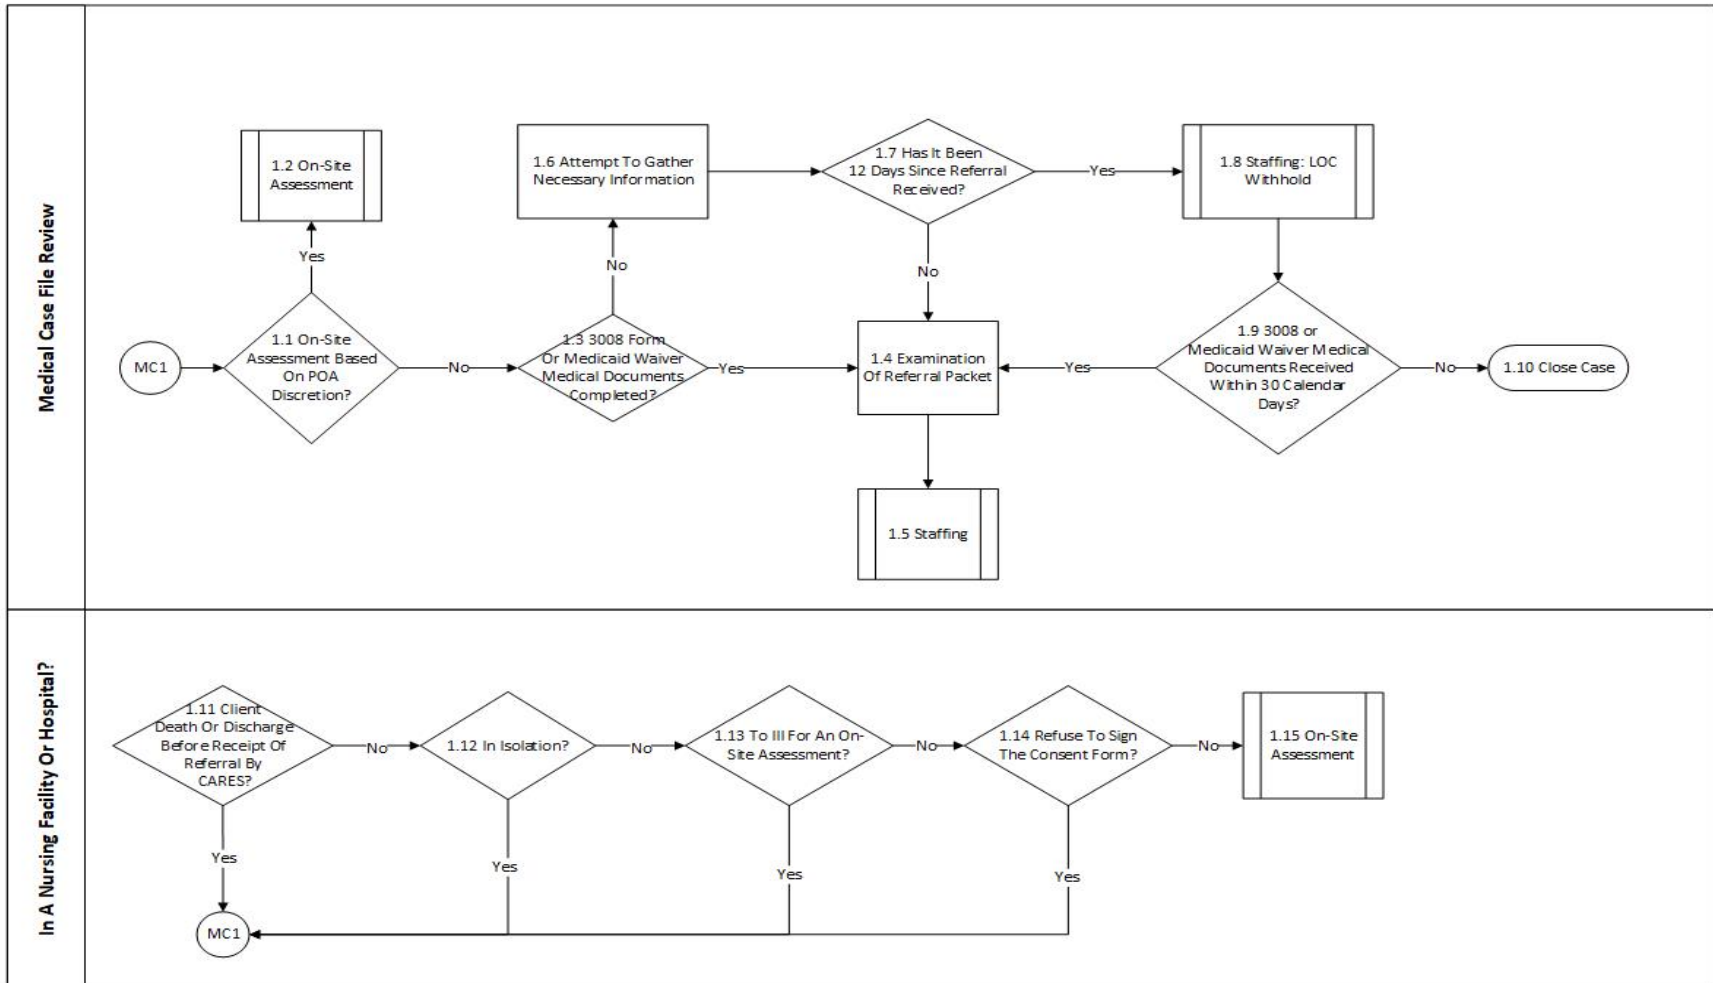 Medical Case File Review
1.2 On-Site
Assessment
1.6 Attempt To Gather
Necessary Information
1.7 Has It Been
12 Days Since Referral
Received?
Yes
1.8 Staffing: LOC
Withhold
Yes
No
No
MC1
1.1 On-Site
Assessment Based
On POA
Discretion?
No
1.3 3008 Form
Or Medicaid Waiver
Medical Documents
Completed?
Yes
1.4 Examination
Of Referral Packet
Yes
1.9 3008 or
Medicaid Waiver Medical
Documents Received
Within 30 Calendar
Days?
No
1.10 Close Case
1.5 Staffing
In A Nursing Facility Or Hospital?
1.11 Client
Death Or Discharge
Before Receipt Of
Referral By
CARES?
No
1.12 In Isolation?
No
1.13 To Ill For An On-
Site Assessment?
No
1.14 Refuse To Sign
The Consent Form?
No
1.15 On-Site
Assessment
Yes
Yes
Yes
Yes
MC1